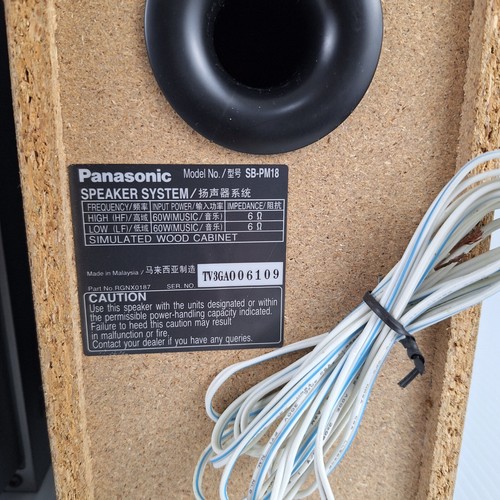 Panasonic Model No./型号 SB-PM18
SPEAKER SYSTEM/扬声器系统
FREQUENCY/频率 INPUT POWER/输入功率 IMPEDANCE/阻抗
HIGH (HF)/高域 60W(MUSIC/音乐) 6Ω
LOW (LF)/低域 60W(MUSIC/音乐) 6Ω
SIMULATED WOOD CABINET
Made in Malaysia/马来西亚制造
TV3GA006109
Part No. RGNX0187 SER. NO.
CAUTION
Use this speaker with the units designated or within
the permissible power-handling capacity indicated.
Failure to heed this caution may result
in malfunction or fire.
Contact your dealer if you have any queries.